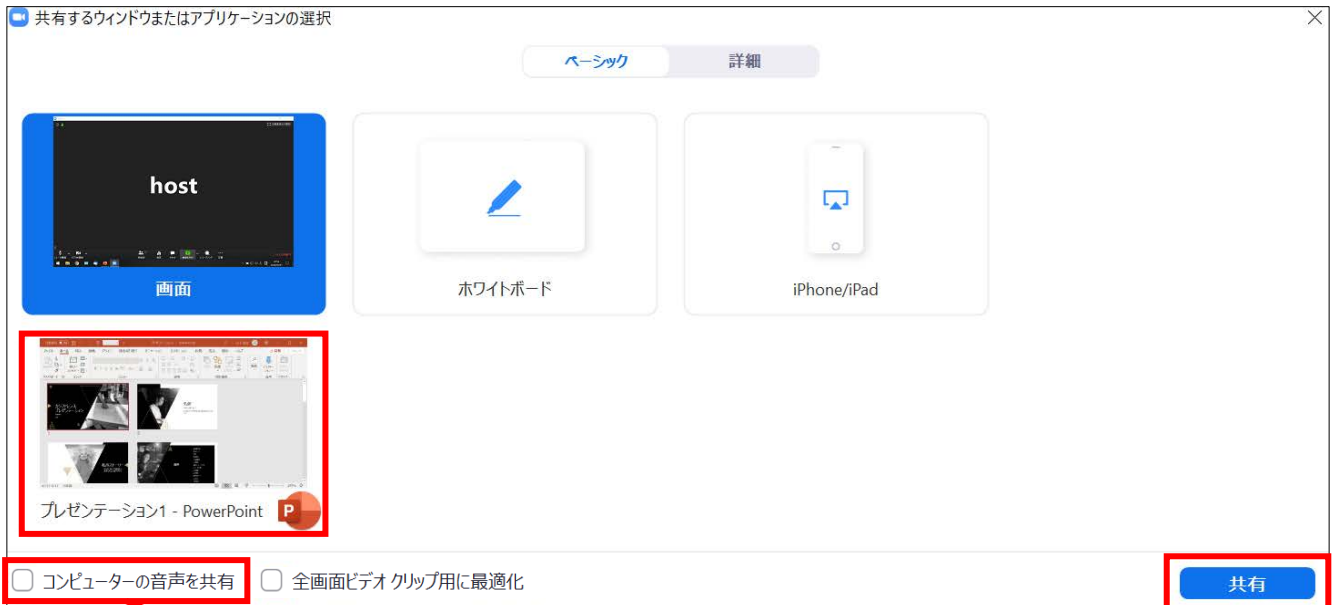 共有するウィンドウまたはアプリケーションの選択
ベーシック
詳細
host
画面
ホワイトボード
iPhone/iPad
プレゼンテーション1 - PowerPoint
P
コンピューターの音声を共有
全画面ビデオ クリップ用に最適化
共有